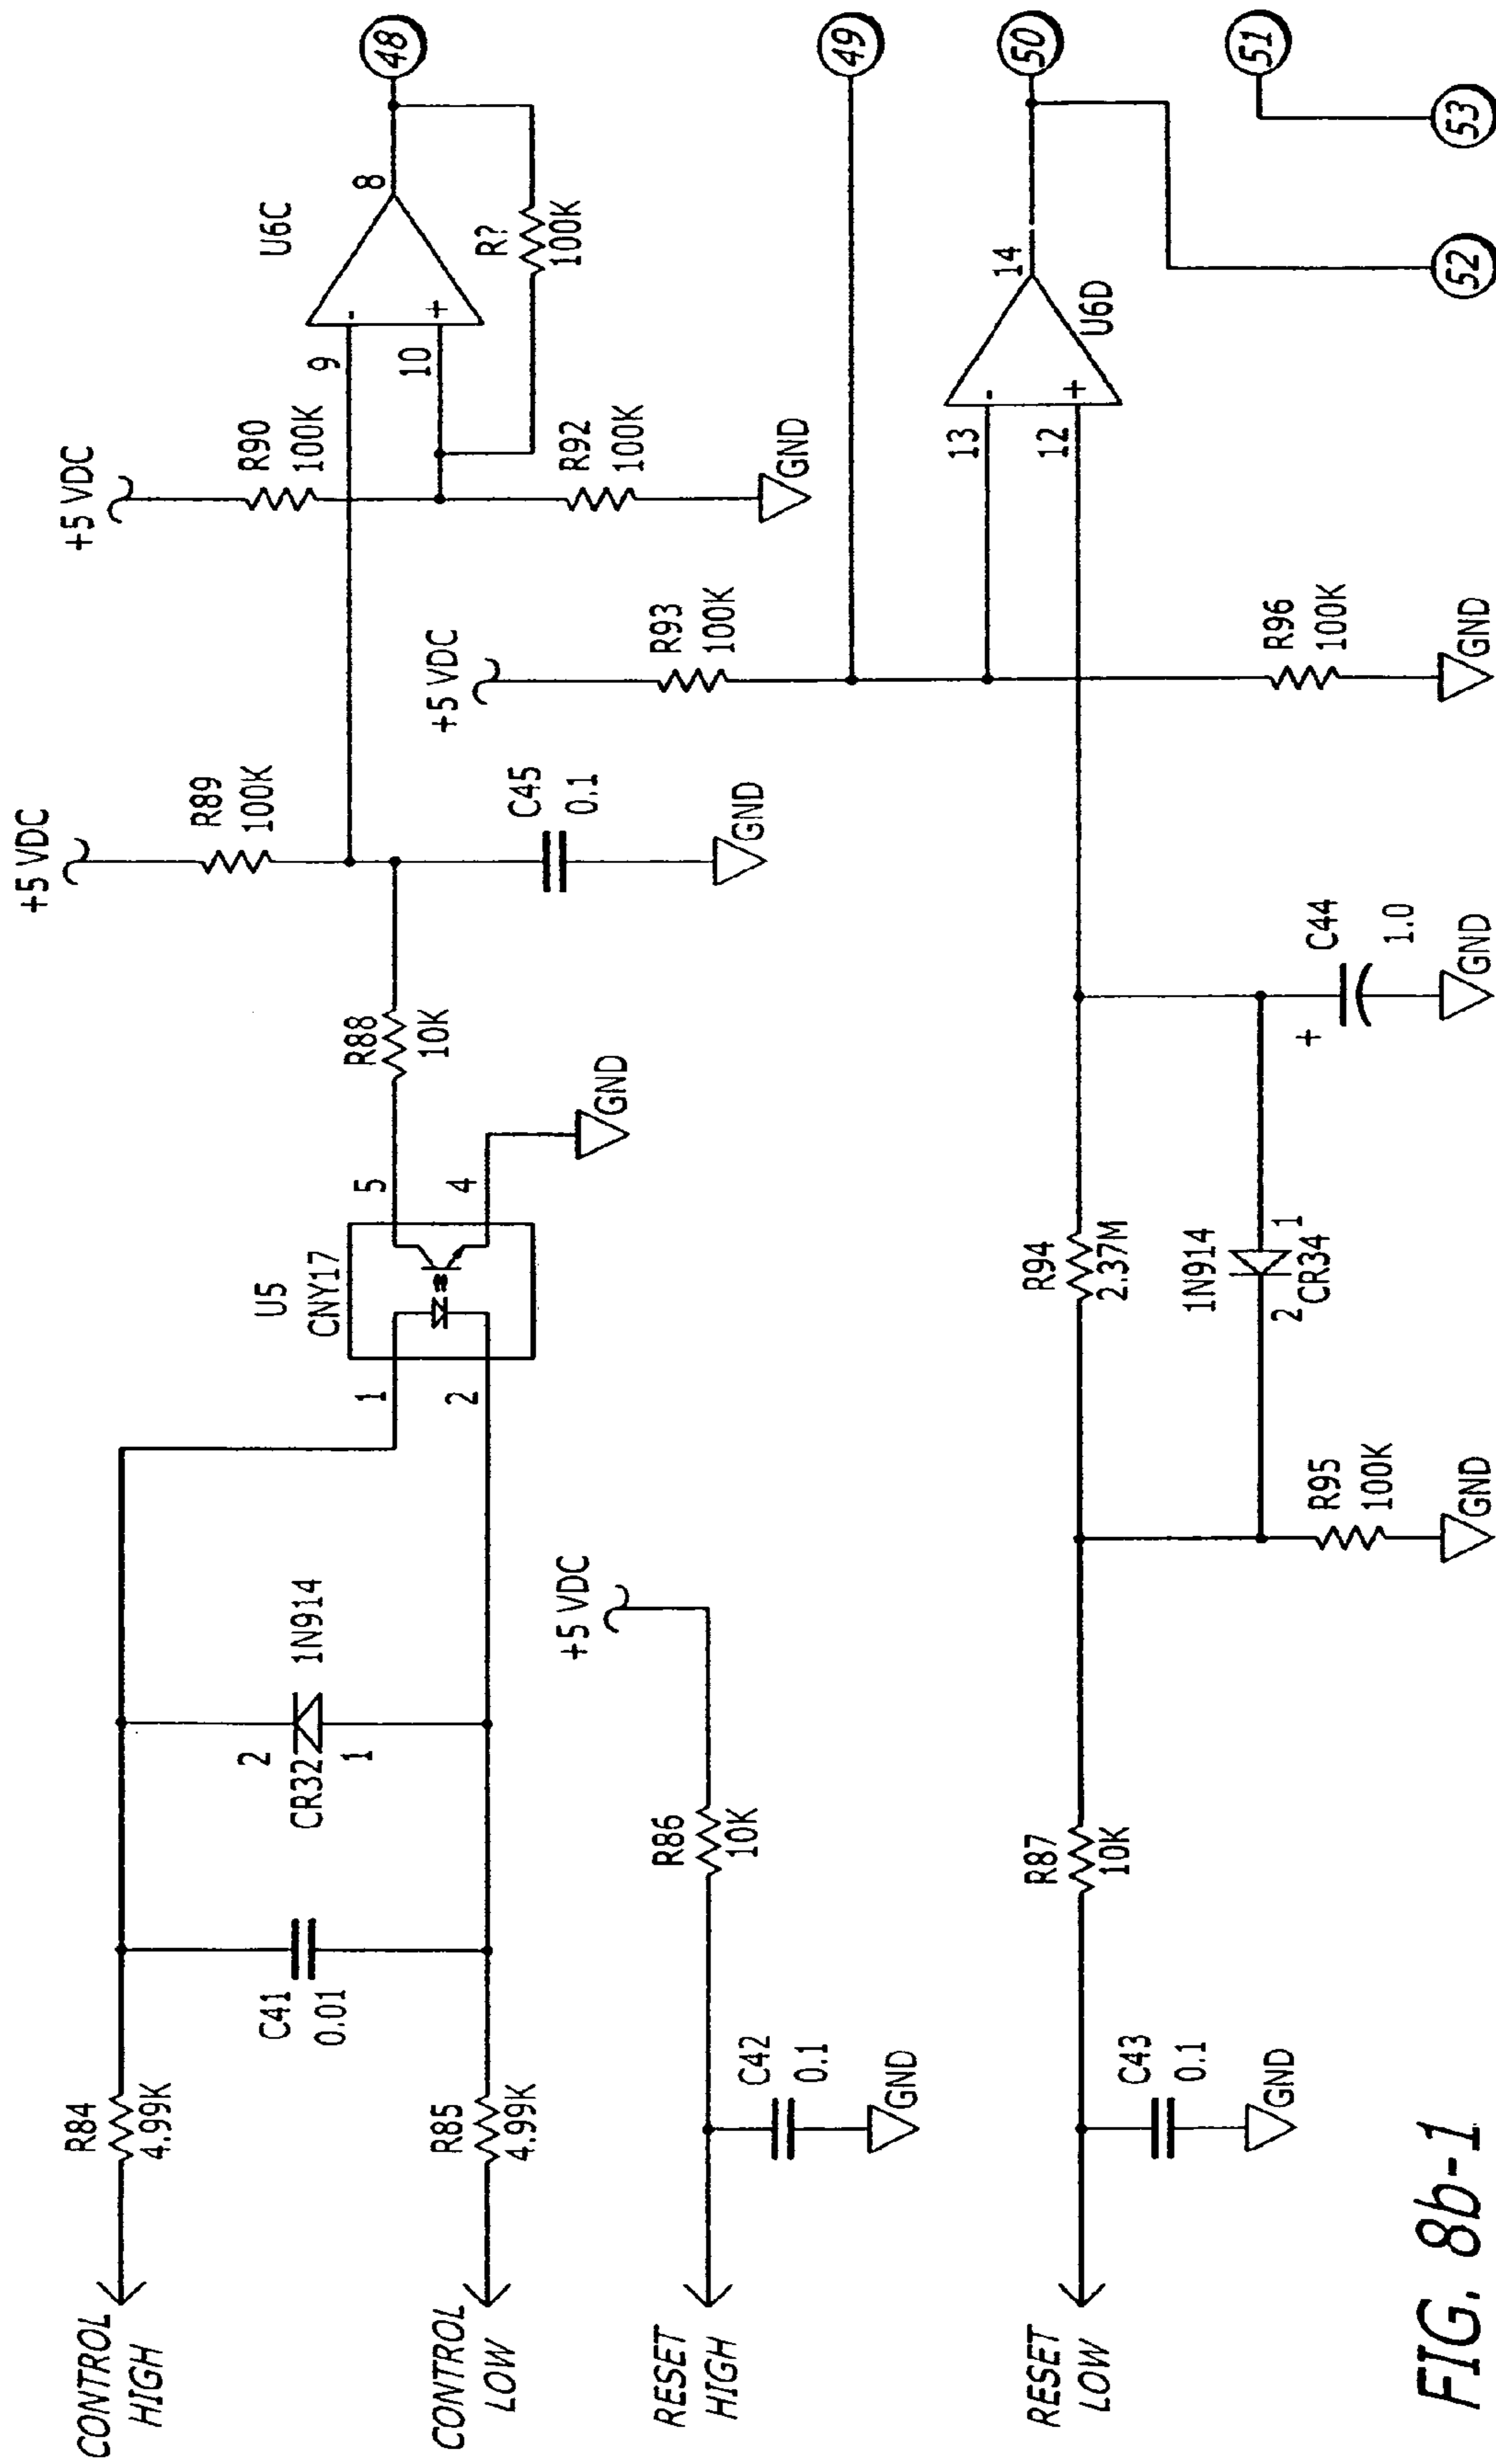 +5 VDC
+5 VDC
R89
100K
R90
100K
U6C
8
48
CONTROL
HIGH
R84
4.99K
C41
0.01
2
CR32
1
1N914
U5
CNY17
1
2
5
4
GND
R88
10K
C45
0.1
GND
9
10
-
+
R?
100K
R92
100K
GND
CONTROL
LOW
R85
4.99K
+5 VDC
R93
100K
49
RESET
HIGH
R86
10K
+5 VDC
C42
0.1
GND
13
12
-
+
14
U6D
50
51
RESET
LOW
R87
10K
R94
2.37M
1N914
2
1
CR34
C43
0.1
GND
R95
100K
GND
+
C44
1.0
GND
R96
100K
GND
52
53
FIG. 8b-1